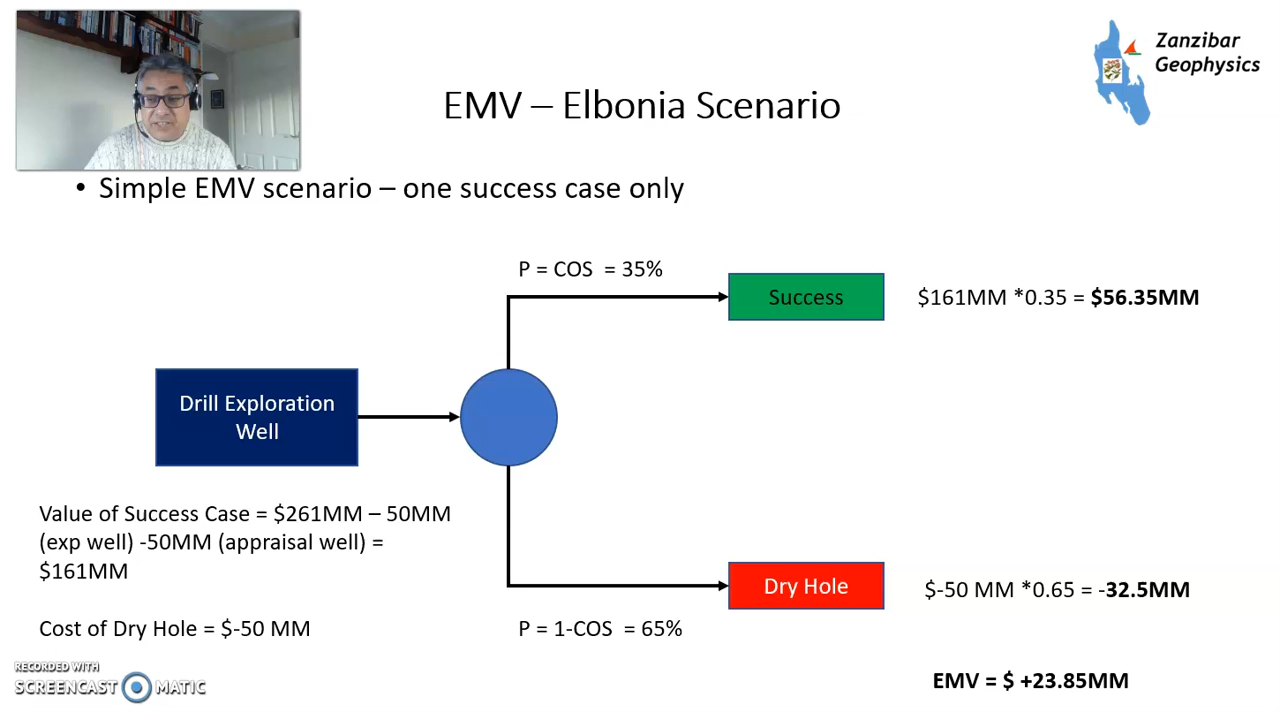 Zanzibar
Geophysics
EMV – Elbonia Scenario
• Simple EMV scenario – one success case only
P = COS = 35%
Success
$161MM *0.35 = $56.35MM
Drill Exploration
Well
Value of Success Case = $261MM – 50MM
(exp well) -50MM (appraisal well) =
$161MM
Dry Hole
$-50 MM *0.65 = -32.5MM
Cost of Dry Hole = $-50 MM
P = 1-COS = 65%
RECORDED WITH
SCREENCAST MATIC
EMV = $ +23.85MM